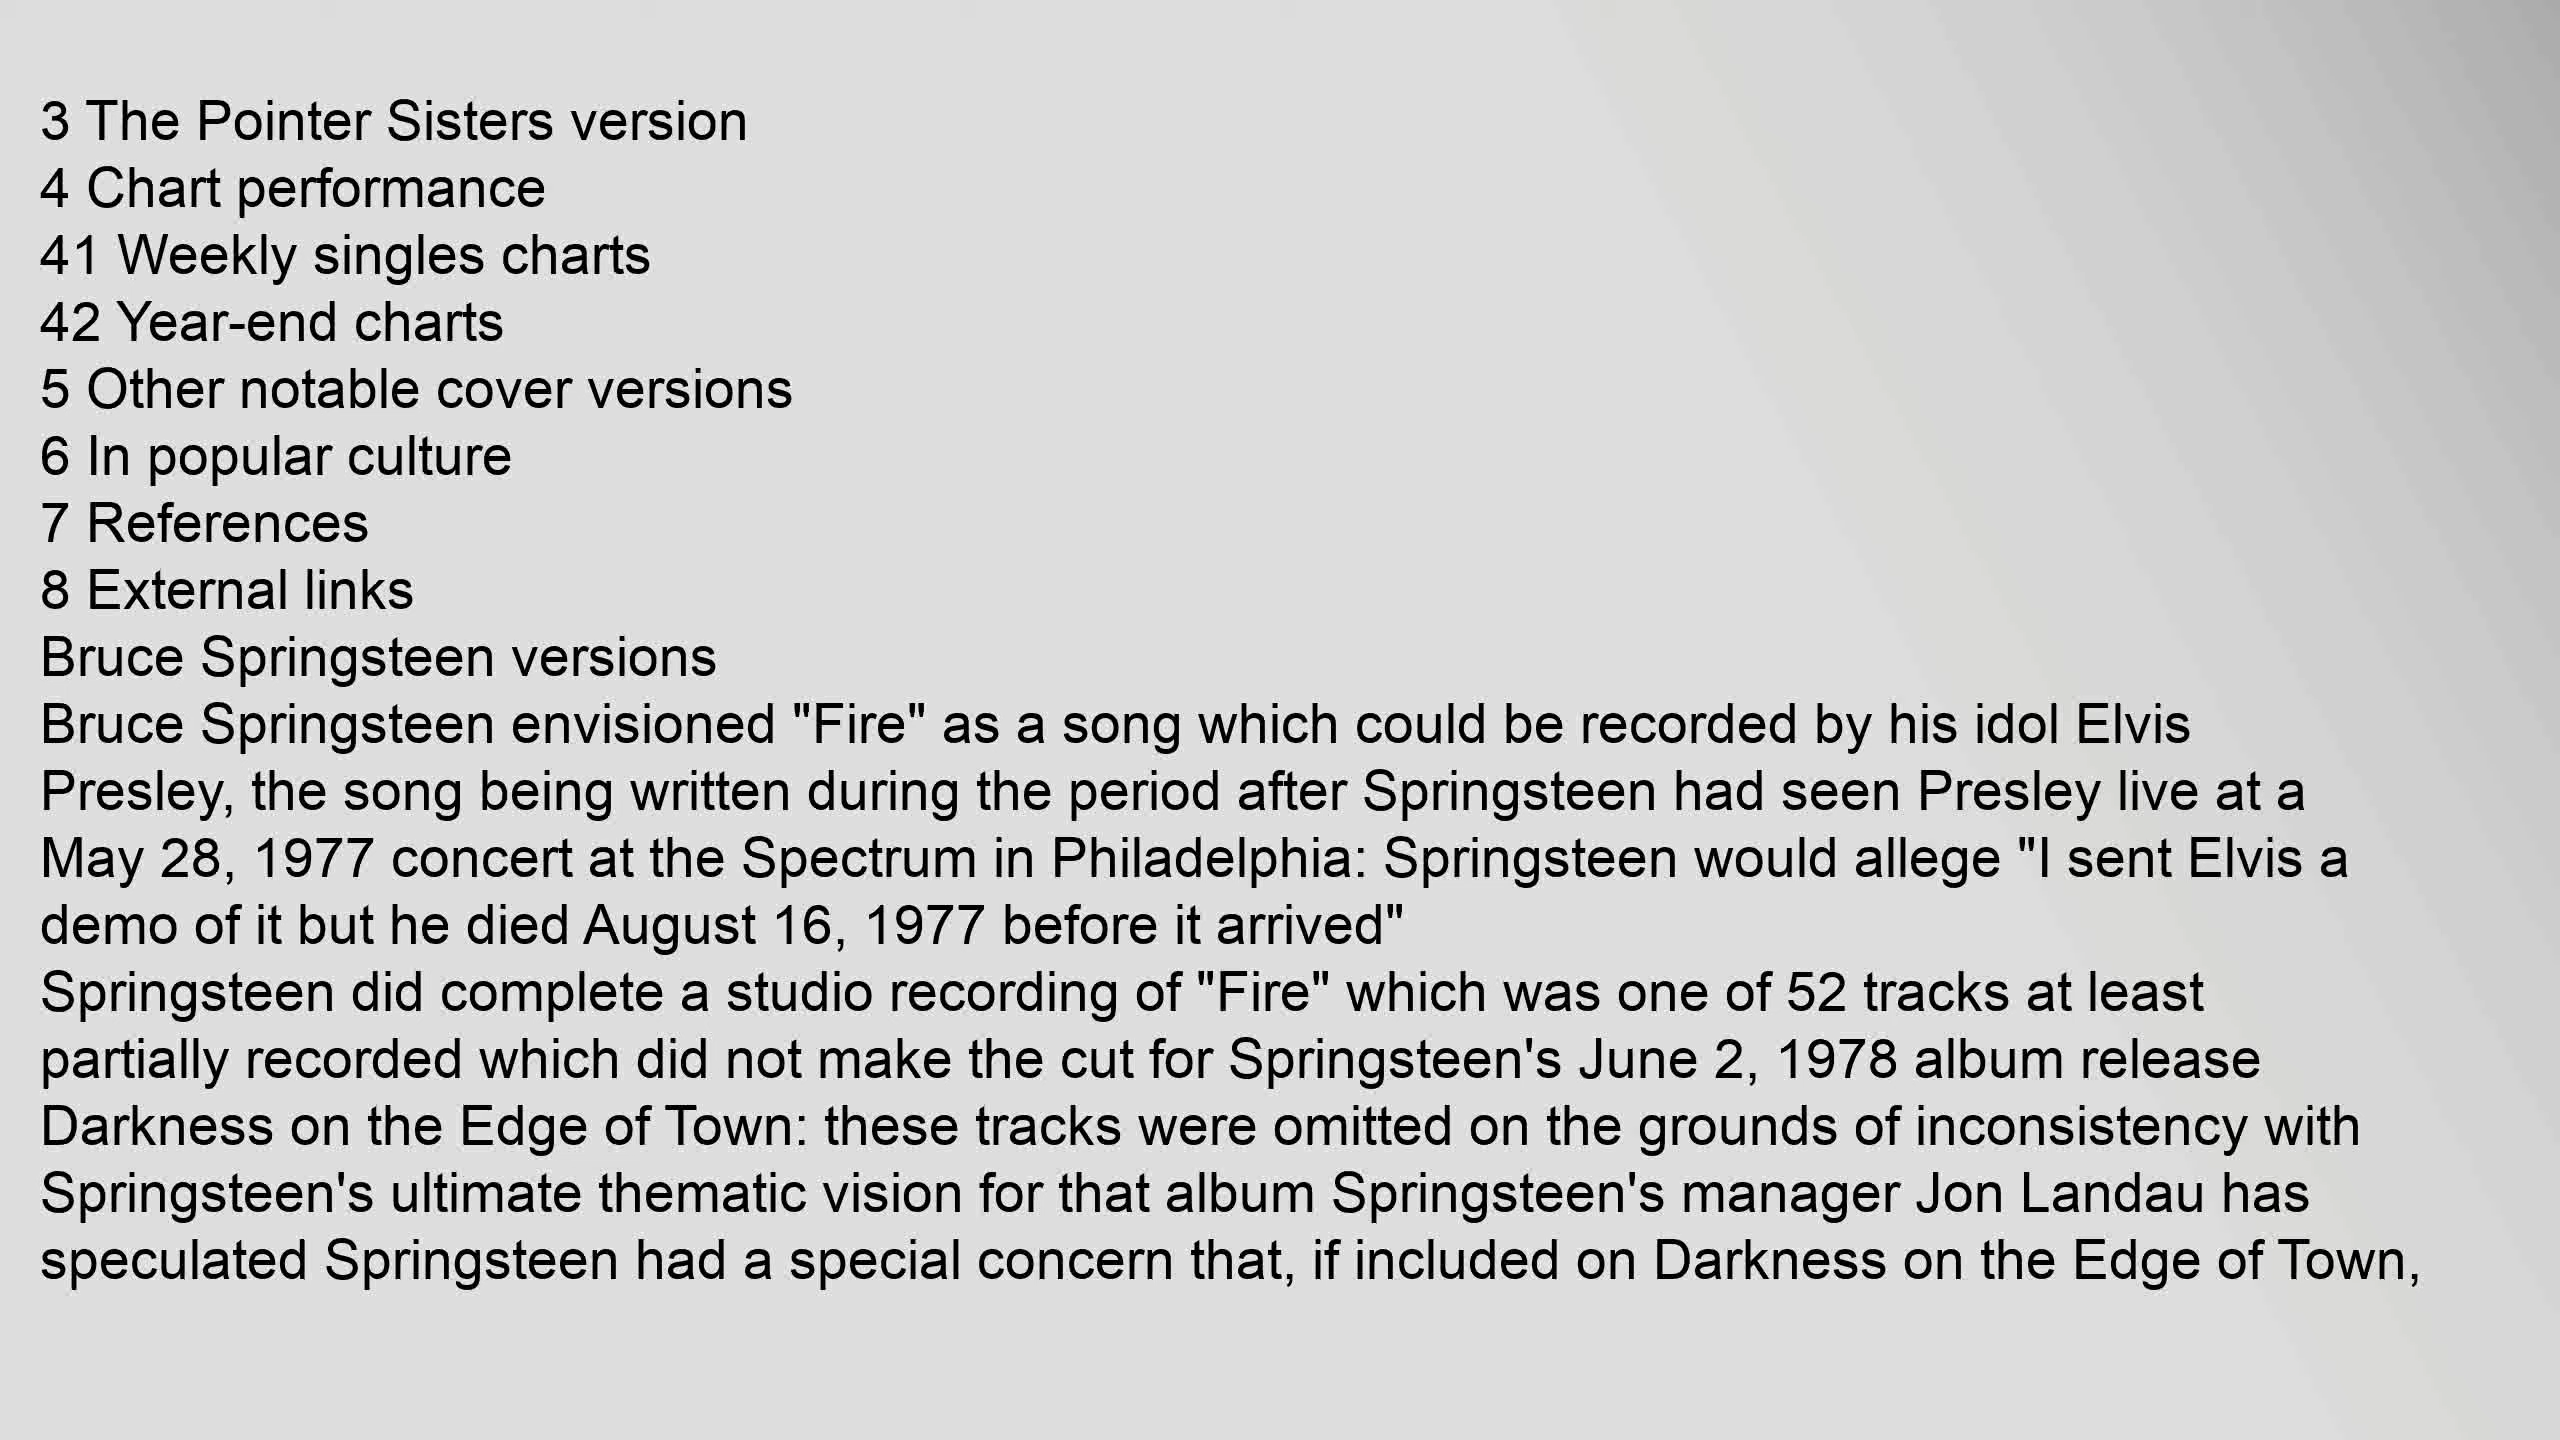 3 The Pointer Sisters version
4 Chart performance
41 Weekly singles charts
42 Year-end charts
5 Other notable cover versions
6 In popular culture
7 References
8 External links
Bruce Springsteen versions
Bruce Springsteen envisioned "Fire" as a song which could be recorded by his idol Elvis
Presley, the song being written during the period after Springsteen had seen Presley live at a
May 28, 1977 concert at the Spectrum in Philadelphia: Springsteen would allege "I sent Elvis a
demo of it but he died August 16, 1977 before it arrived"
Springsteen did complete a studio recording of "Fire" which was one of 52 tracks at least
partially recorded which did not make the cut for Springsteen's June 2, 1978 album release
Darkness on the Edge of Town: these tracks were omitted on the grounds of inconsistency with
Springsteen's ultimate thematic vision for that album Springsteen's manager Jon Landau has
speculated Springsteen had a special concern that, if included on Darkness on the Edge of Town,